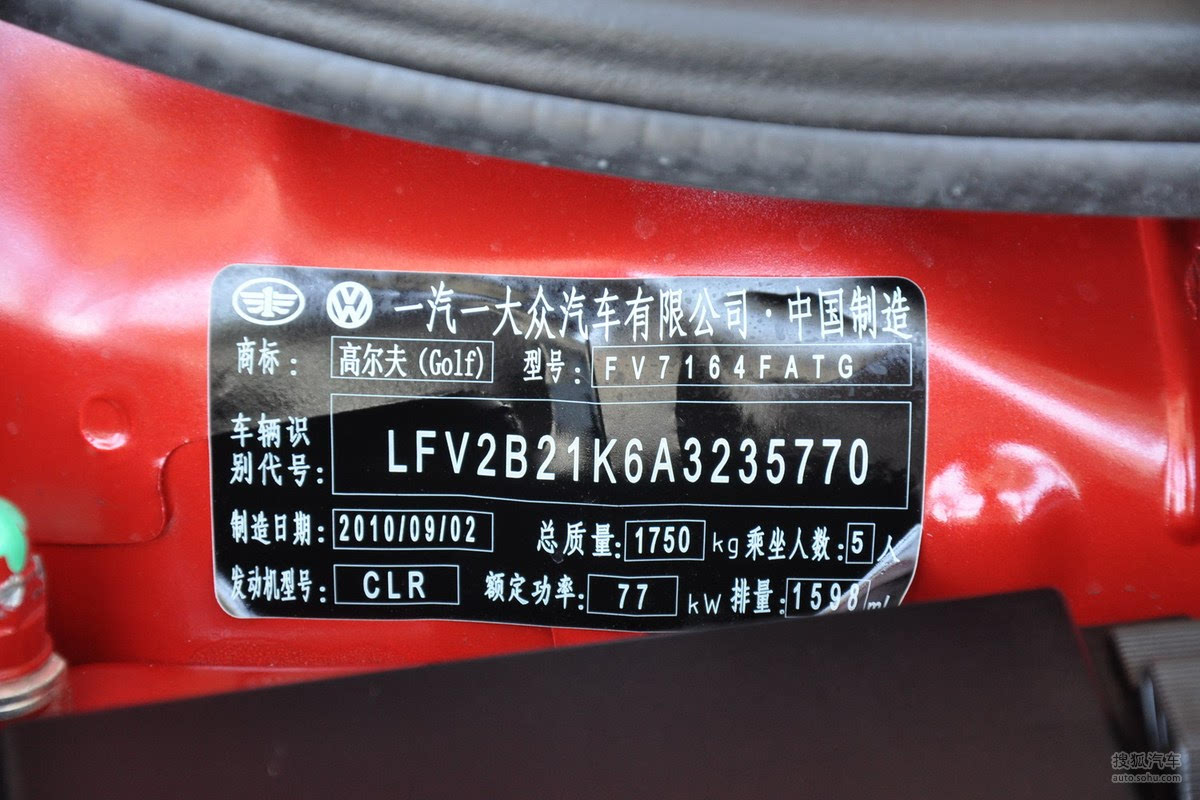 一汽一大众汽车有限公司·中国制造
商标: 高尔夫(Golf) 型号: FV7164FATG
车辆识
别代号: LFV2B21K6A3235770
制造日期: 2010/09/02 总质量: 1750 kg 乘坐人数: 5 人
发动机型号: CLR 额定功率: 77 kW 排量: 1598 ml
搜狐汽车
auto.sohu.com